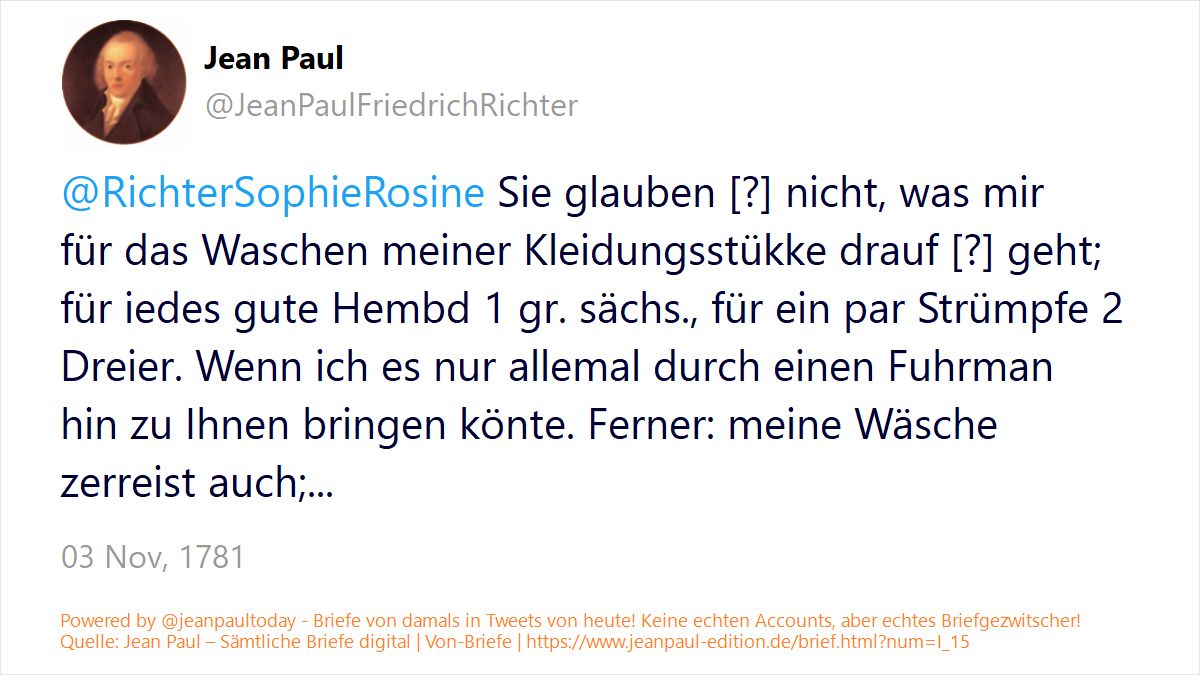 Jean Paul
@JeanPaulFriedrichRichter
@RichterSophieRosine Sie glauben [?] nicht, was mir
für das Waschen meiner Kleidungsstükke drauf [?] geht;
für iedes gute Hembd 1 gr. sächs., für ein par Strümpfe 2
Dreier. Wenn ich es nur allemal durch einen Fuhrman
hin zu Ihnen bringen könte. Ferner: meine Wäsche
zerreist auch;...
03 Nov, 1781
Powered by @jeanpaultoday - Briefe von damals in Tweets von heute! Keine echten Accounts, aber echtes Briefgezwitscher!
Quelle: Jean Paul – Sämtliche Briefe digital | Von-Briefe | https://www.jeanpaul-edition.de/brief.html?num=I_15